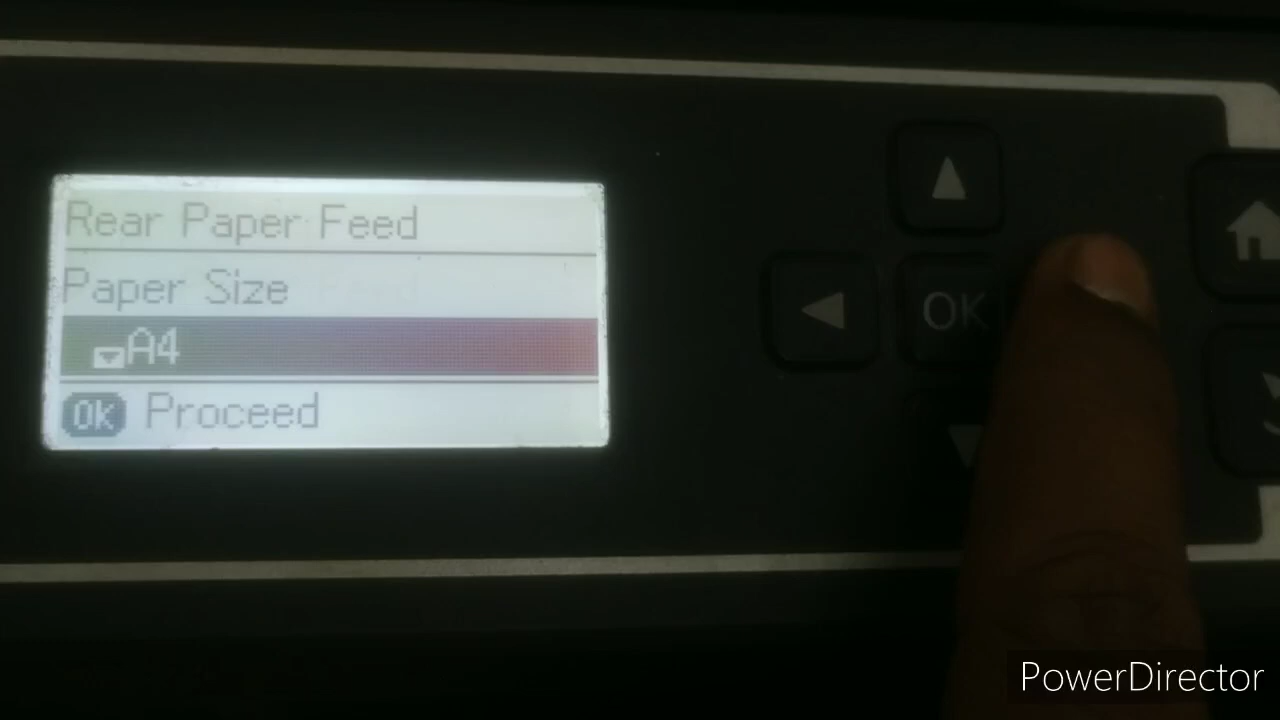 Rear Paper Feed
Paper Size
A4
OK Proceed
OK
PowerDirector